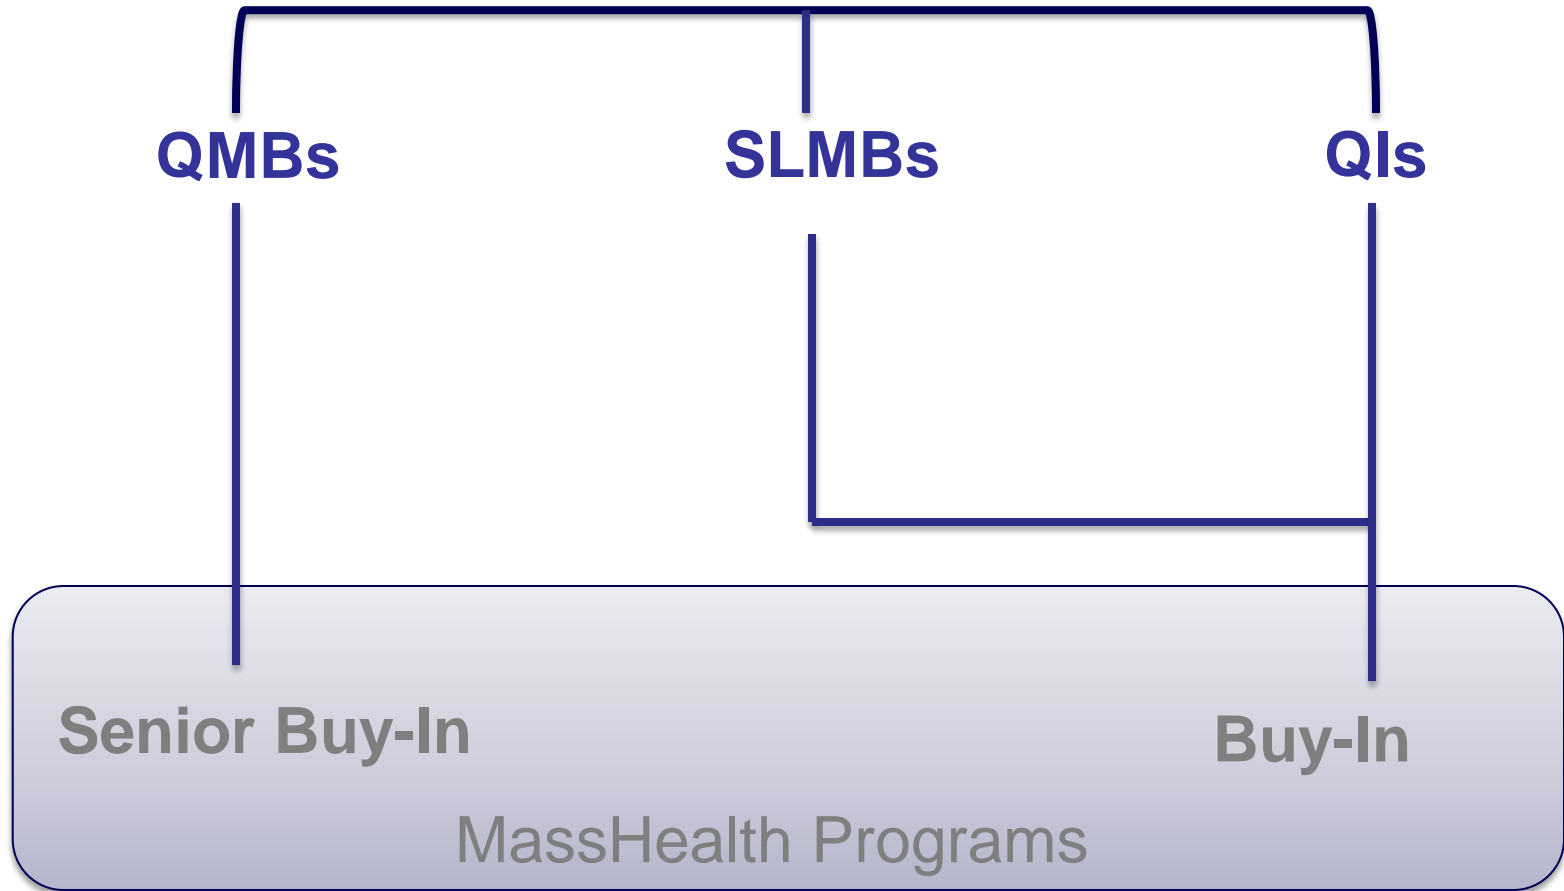 QMBs
SLMBs
QIs
Senior Buy-In
Buy-In
MassHealth Programs